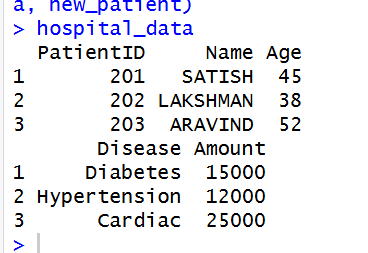 a, new_patient)
> hospital_data
  PatientID     Name Age
1       201   SATISH  45
2       202 LAKSHMAN  38
3       203  ARAVIND  52
       Disease Amount
1     Diabetes  15000
2 Hypertension  12000
3      Cardiac  25000
>